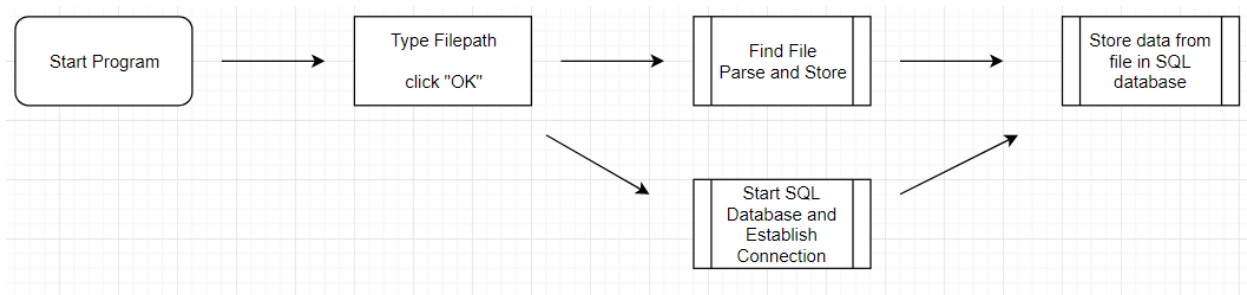 Start Program
Type Filepath
click "OK"
Find File
Parse and Store
Store data from
file in SQL
database
Start SQL
Database and
Establish
Connection